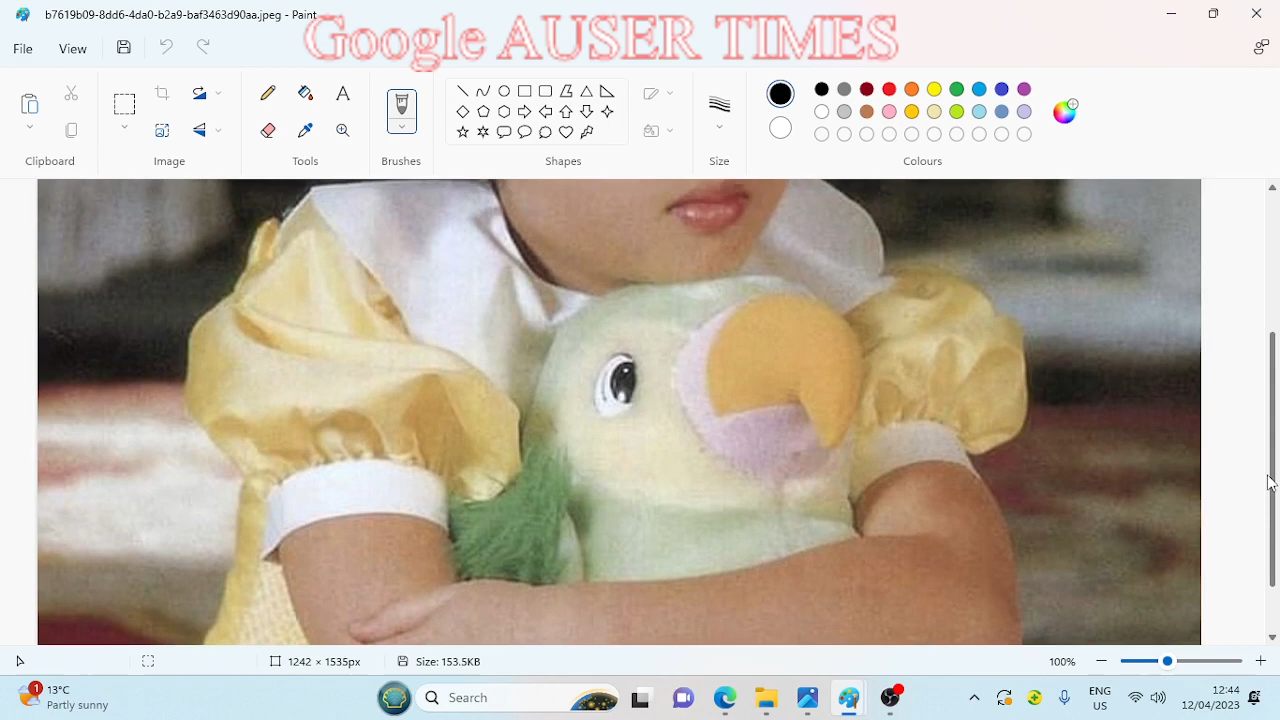 b7619b09-8dd6-4da0-b2a9-baf3463d90aa.jpeg - Paint
Google AUSER TIMES
File
View
Clipboard
Image
Tools
Brushes
Shapes
Size
Colours
1242 × 1535px
Size: 153.5KB
100%
1
13°C
Partly sunny
Search
ENG
US
12:44
12/04/2023